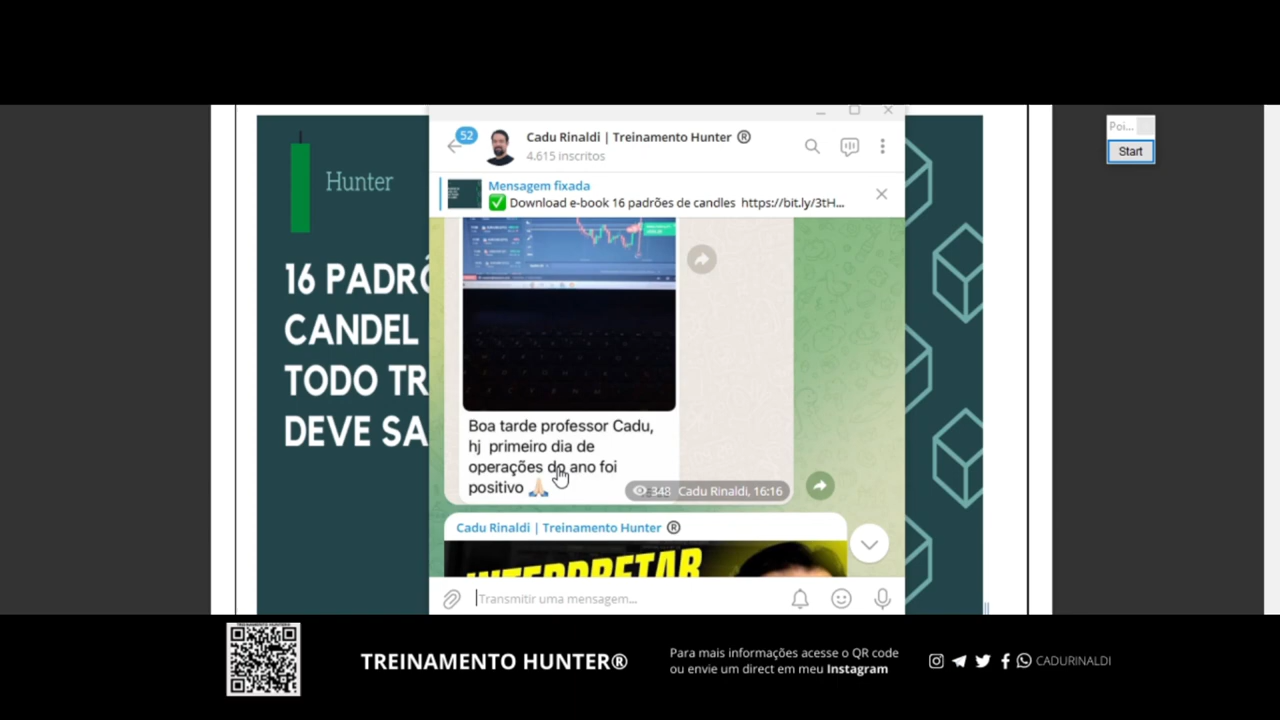 Hunter
16 PADR
CANDEL
TODO TR
DEVE SA
52
Cadu Rinaldi | Treinamento Hunter ®
4.615 inscritos
Mensagem fixada
✅ Download e-book 16 padrões de candles https://bit.ly/3tH...
Boa tarde professor Cadu,
hj primeiro dia de
operações do ano foi
positivo 🙏🏻
348 Cadu Rinaldi, 16:16
Cadu Rinaldi | Treinamento Hunter ®
INTERPRETAR
Transmitir uma mensagem...
Poi...
Start
TREINAMENTO HUNTER®
Para mais informações acesse o QR code
ou envie um direct em meu Instagram
CADURINALDI